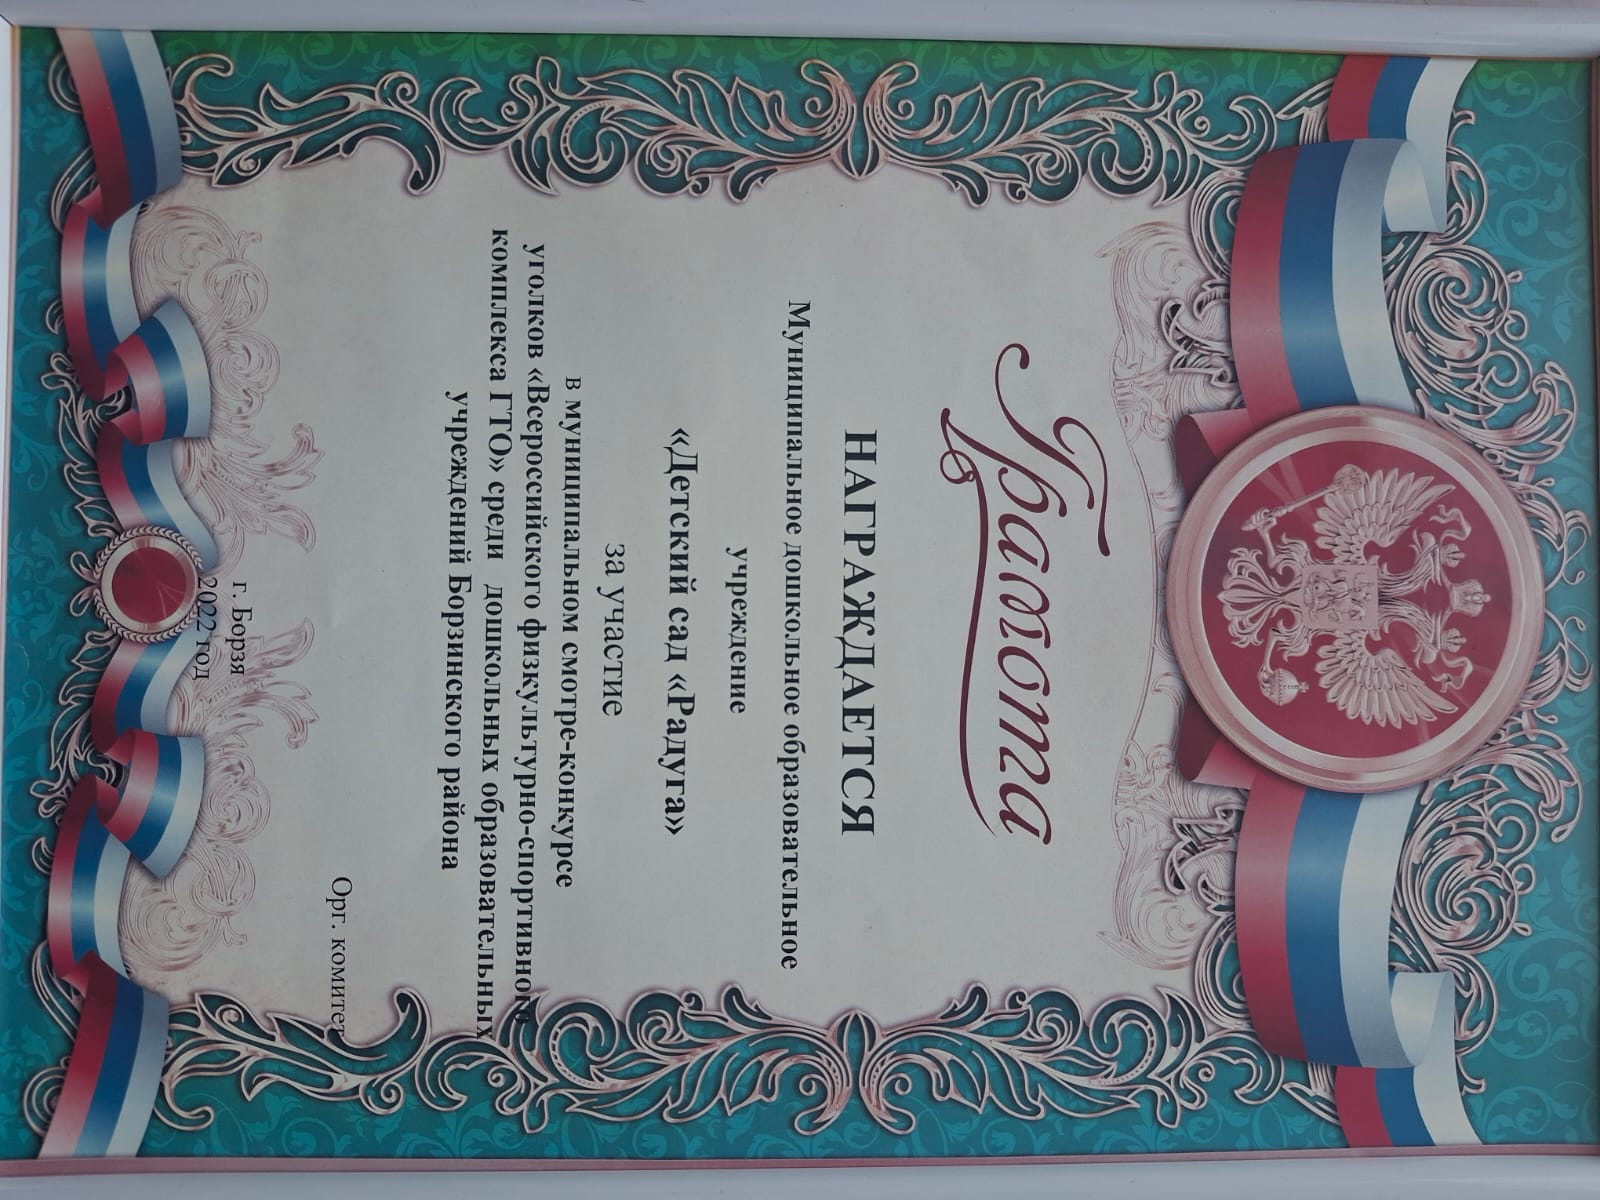 Грамота
НАГРАЖДАЕТСЯ
Муниципальное дошкольное образовательное
учреждение
«Детский сад «Радуга»
за участие
в муниципальном смотре-конкурсе
уголков «Всероссийского физкультурно-спортивного
комплекса ГТО» среди дошкольных образовательных
учреждений Борзинского района
Орг. комитет
г. Борзя
2022 год